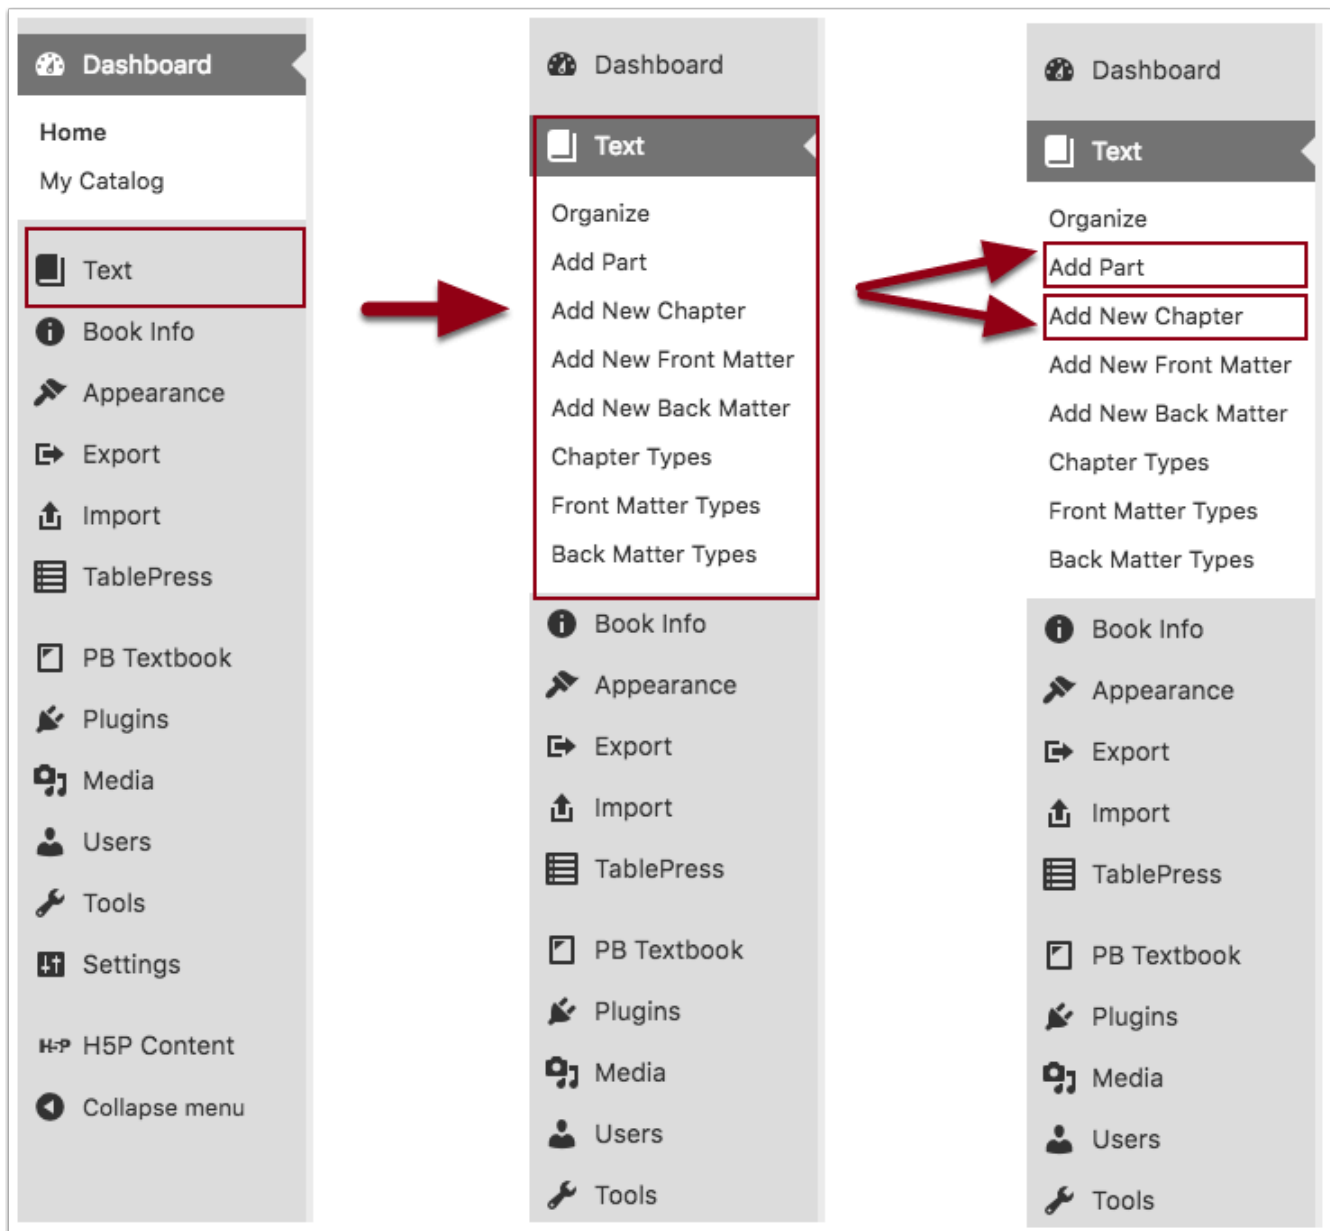 Dashboard
Home
My Catalog
Text
Book Info
Appearance
Export
Import
TablePress
PB Textbook
Plugins
Media
Users
Tools
Settings
H5P H5P Content
Collapse menu
Dashboard
Text
Organize
Add Part
Add New Chapter
Add New Front Matter
Add New Back Matter
Chapter Types
Front Matter Types
Back Matter Types
Book Info
Appearance
Export
Import
TablePress
PB Textbook
Plugins
Media
Users
Tools
Dashboard
Text
Organize
Add Part
Add New Chapter
Add New Front Matter
Add New Back Matter
Chapter Types
Front Matter Types
Back Matter Types
Book Info
Appearance
Export
Import
TablePress
PB Textbook
Plugins
Media
Users
Tools